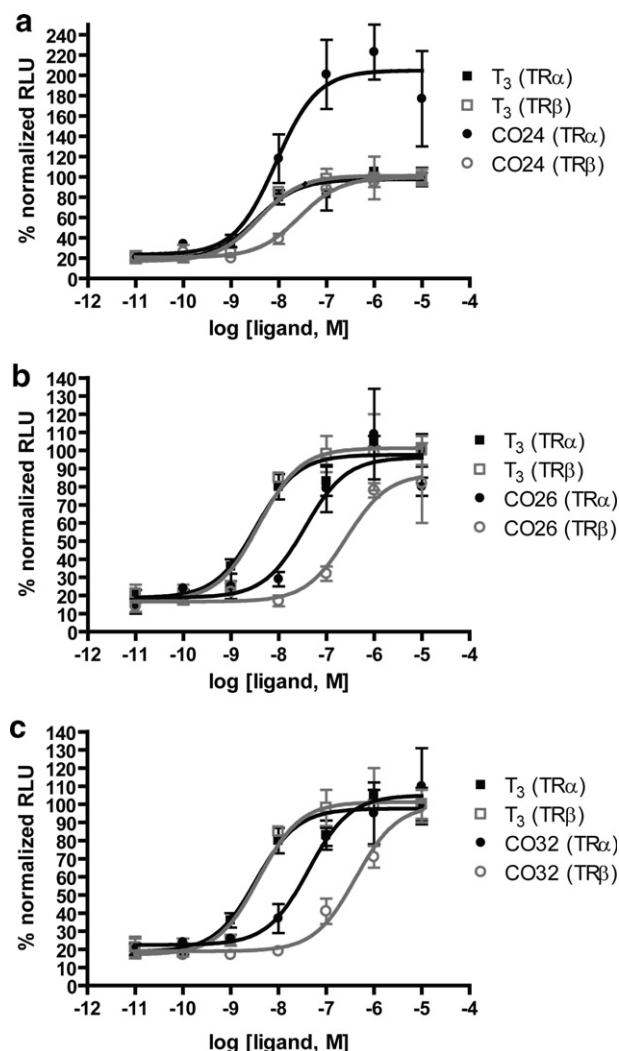 a
% normalized RLU
240
220
200
180
160
140
120
100
80
60
40
20
0
-12 -11 -10 -9 -8 -7 -6 -5 -4
log [ligand, M]
T3 (TRα)
T3 (TRβ)
CO24 (TRα)
CO24 (TRβ)
b
% normalized RLU
140
130
120
110
100
90
80
70
60
50
40
30
20
10
0
-12 -11 -10 -9 -8 -7 -6 -5 -4
log [ligand, M]
T3 (TRα)
T3 (TRβ)
CO26 (TRα)
CO26 (TRβ)
c
% normalized RLU
140
130
120
110
100
90
80
70
60
50
40
30
20
10
0
-12 -11 -10 -9 -8 -7 -6 -5 -4
log [ligand, M]
T3 (TRα)
T3 (TRβ)
CO32 (TRα)
CO32 (TRβ)